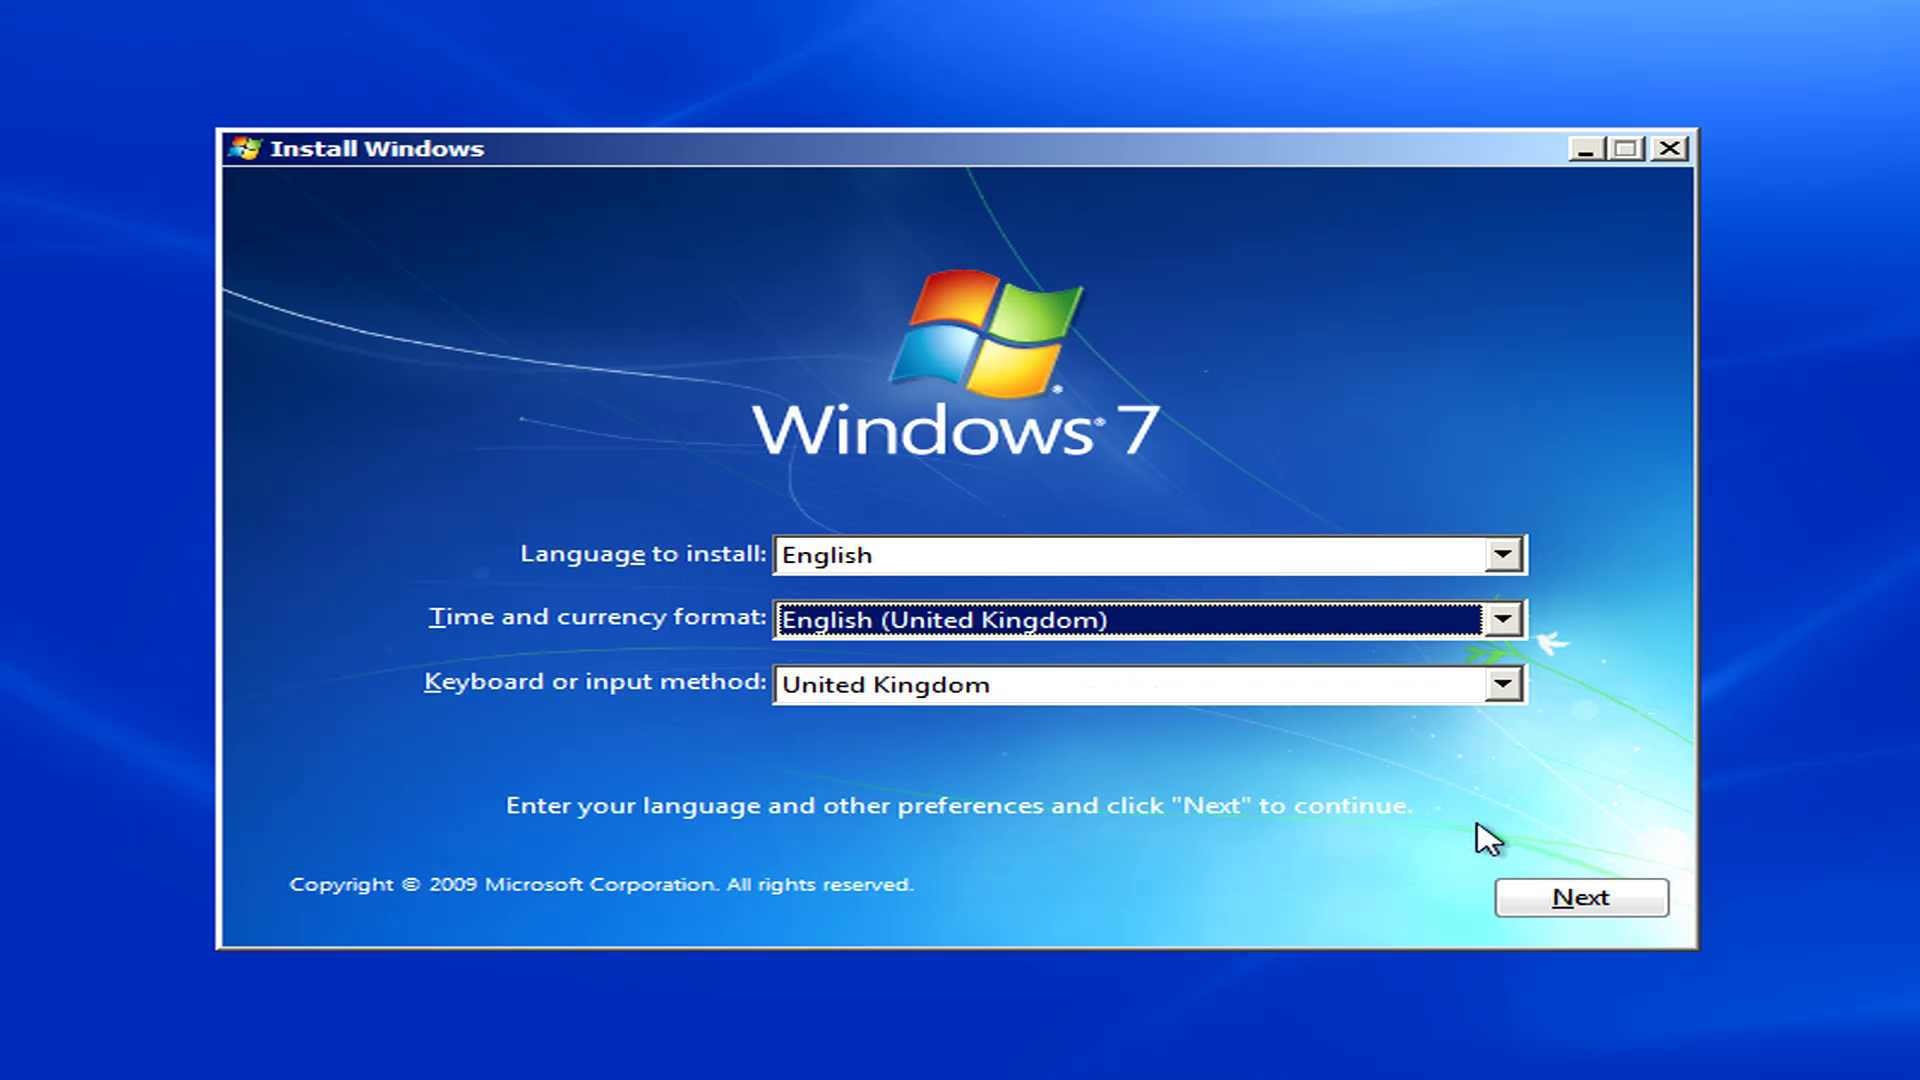 Install Windows
Windows® 7
Language to install: English
Time and currency format: English (United Kingdom)
Keyboard or input method: United Kingdom
Enter your language and other preferences and click "Next" to continue.
Copyright © 2009 Microsoft Corporation. All rights reserved.
Next